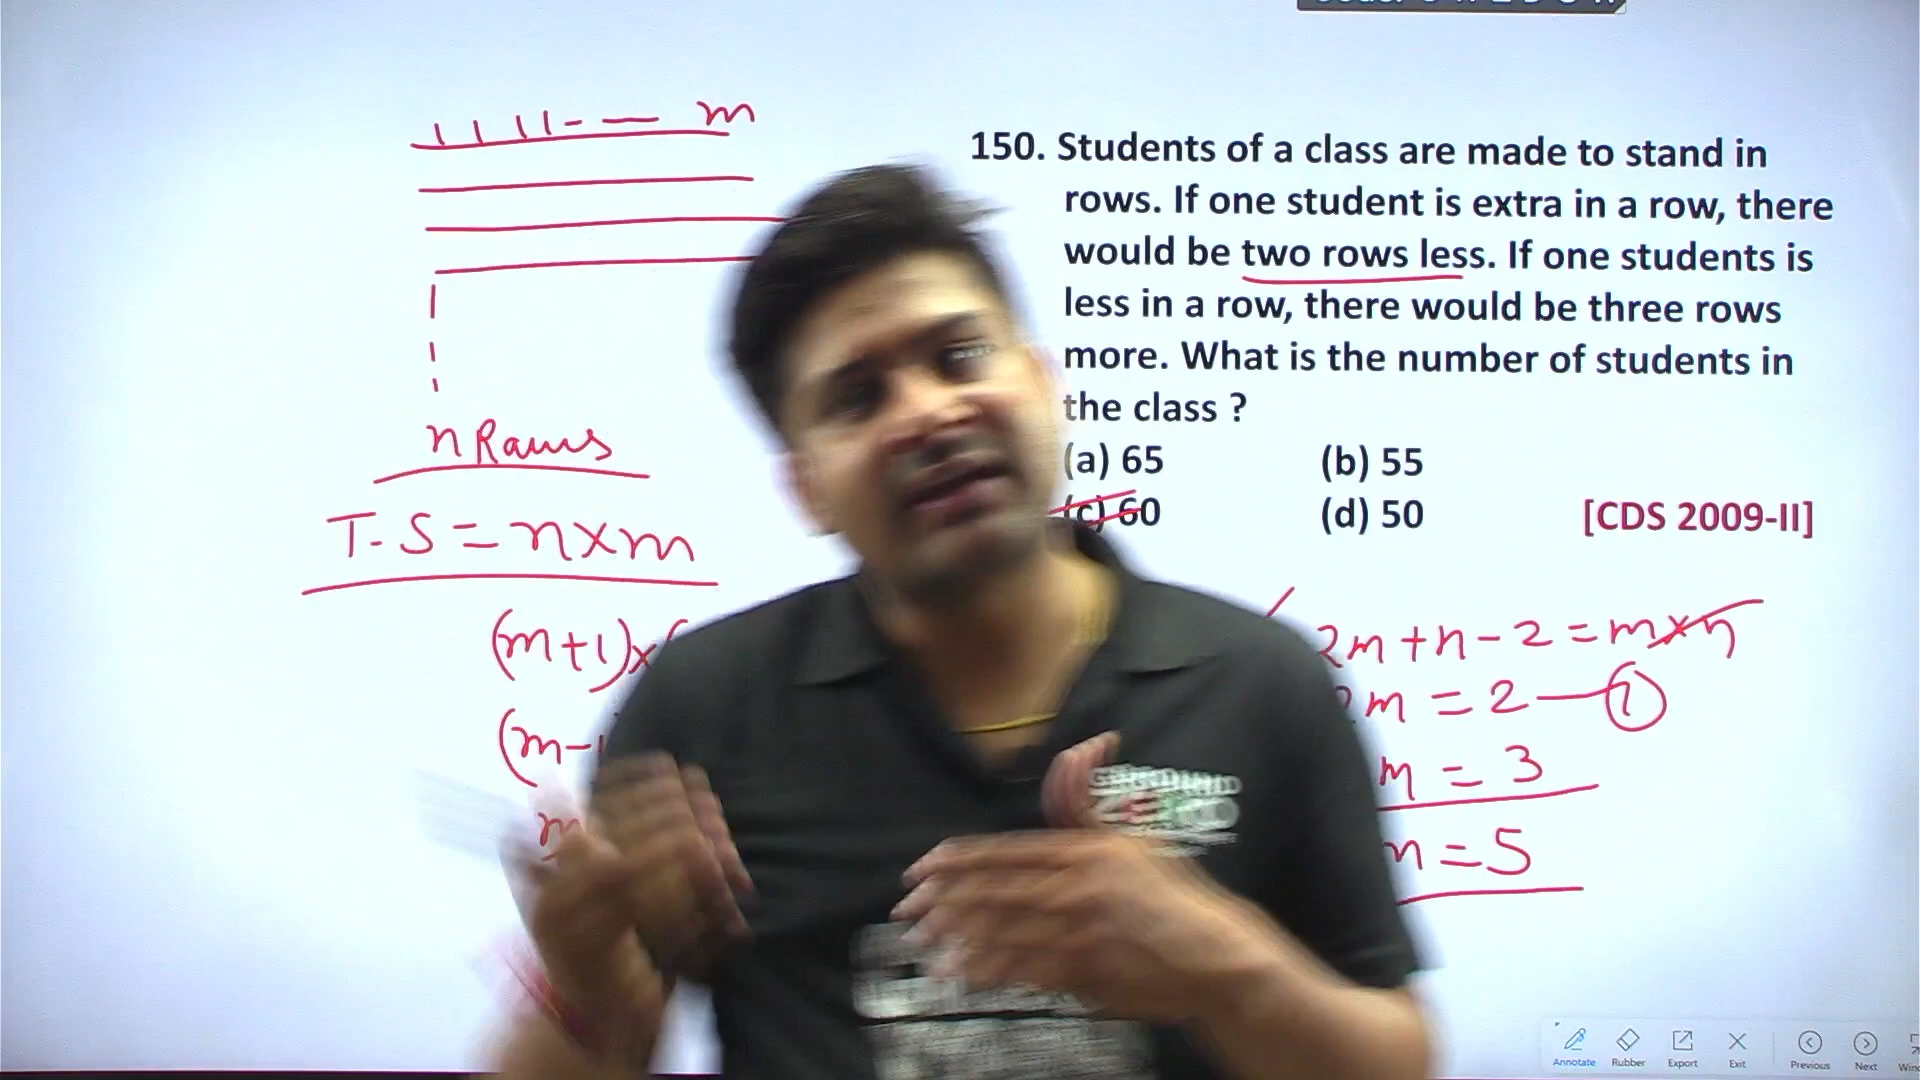 m
150. Students of a class are made to stand in
rows. If one student is extra in a row, there
would be two rows less. If one students is
less in a row, there would be three rows
more. What is the number of students in
the class ?
(a) 65 (b) 55
(c) 60 (d) 50 [CDS 2009-II]
n Rows
T.S = n×m
(m+1)×(
(m-
m
2m+n-2=m×n
2m = 2 — 1
m = 3
n = 5
Annotate Rubber Export Exit Previous Next